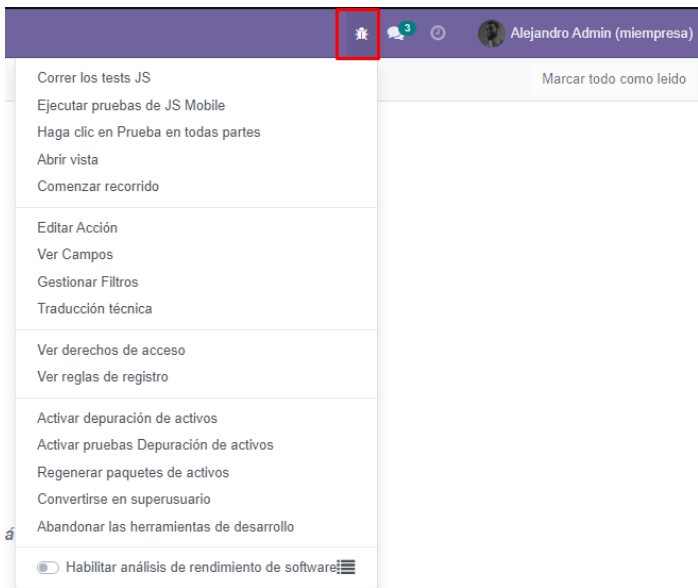 3
Alejandro Admin (miempresa)
Marcar todo como leido
Correr los tests JS
Ejecutar pruebas de JS Mobile
Haga clic en Prueba en todas partes
Abrir vista
Comenzar recorrido
Editar Acción
Ver Campos
Gestionar Filtros
Traducción técnica
Ver derechos de acceso
Ver reglas de registro
Activar depuración de activos
Activar pruebas Depuración de activos
Regenerar paquetes de activos
Convertirse en superusuario
Abandonar las herramientas de desarrollo
á
Habilitar análisis de rendimiento de software